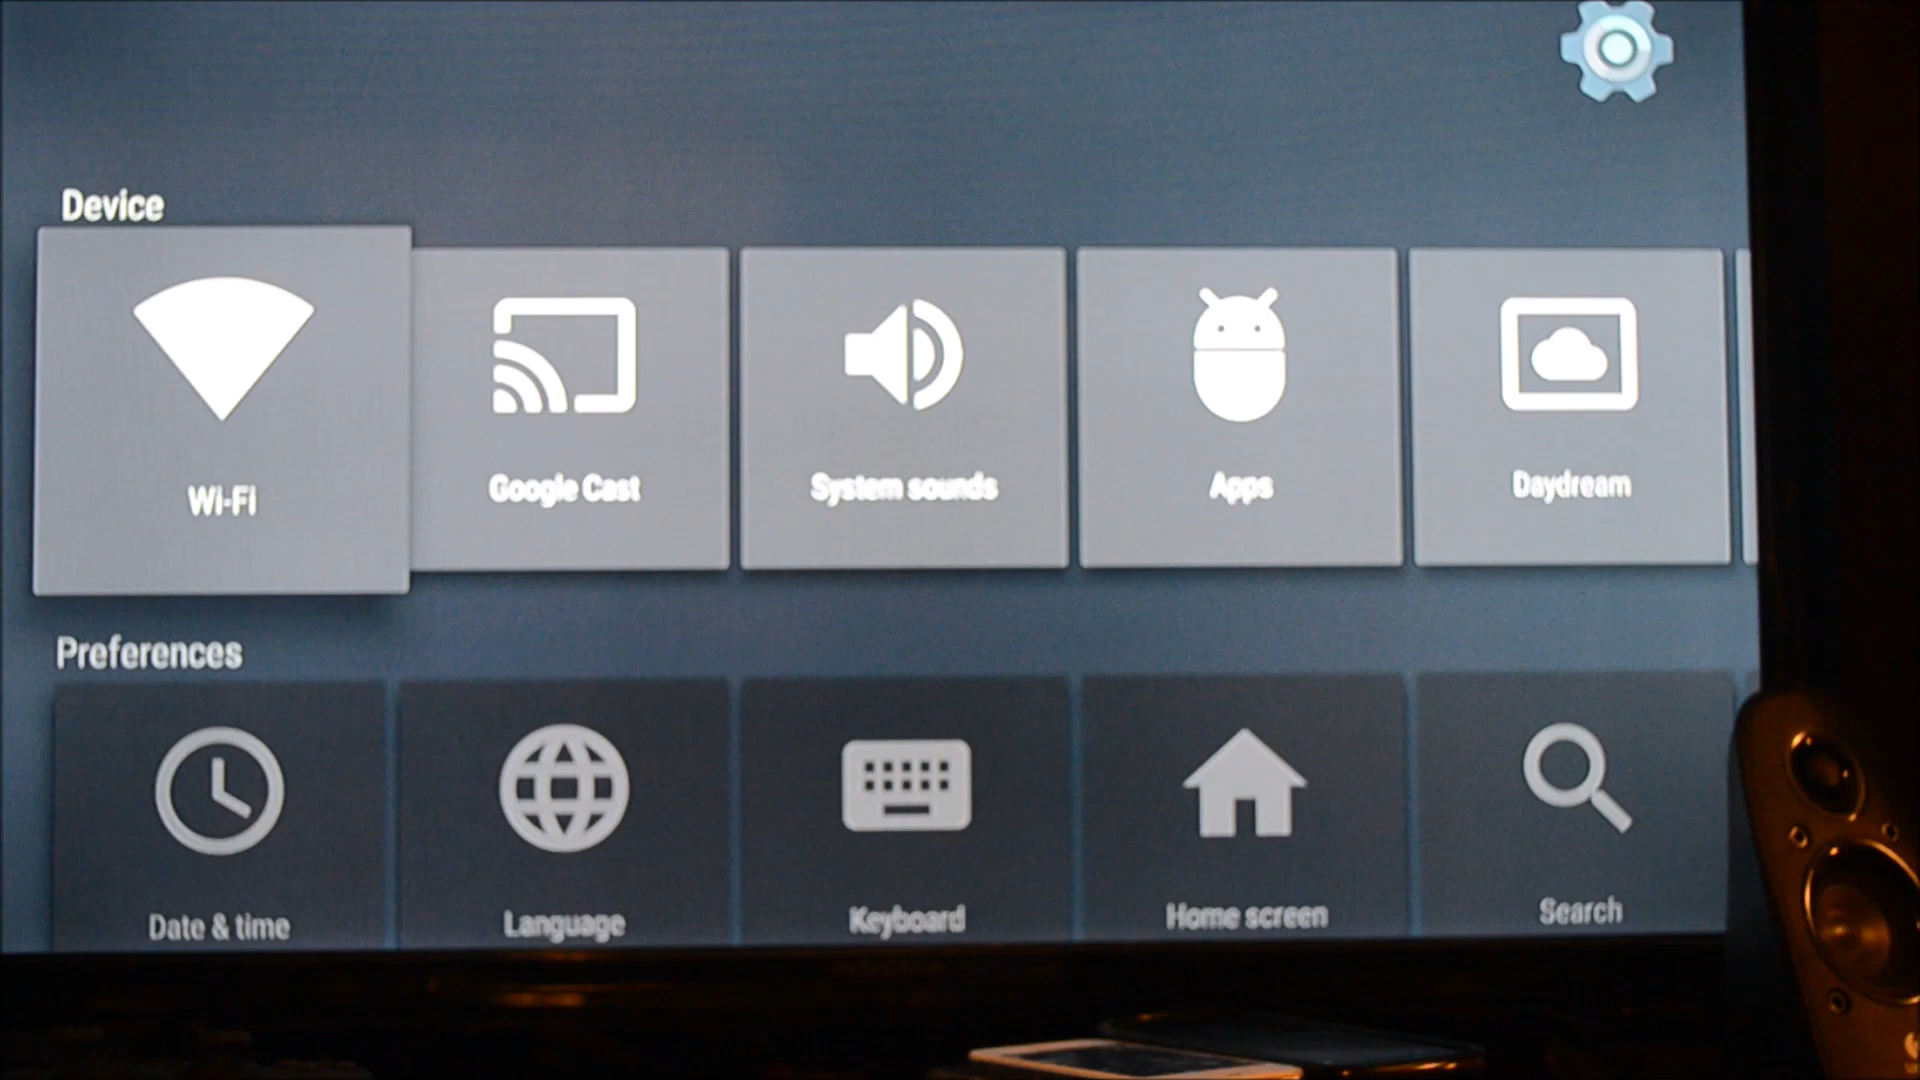 Device
Wi-Fi
Google Cast
System sounds
Apps
Daydream
Preferences
Date & time
Language
Keyboard
Home screen
Search